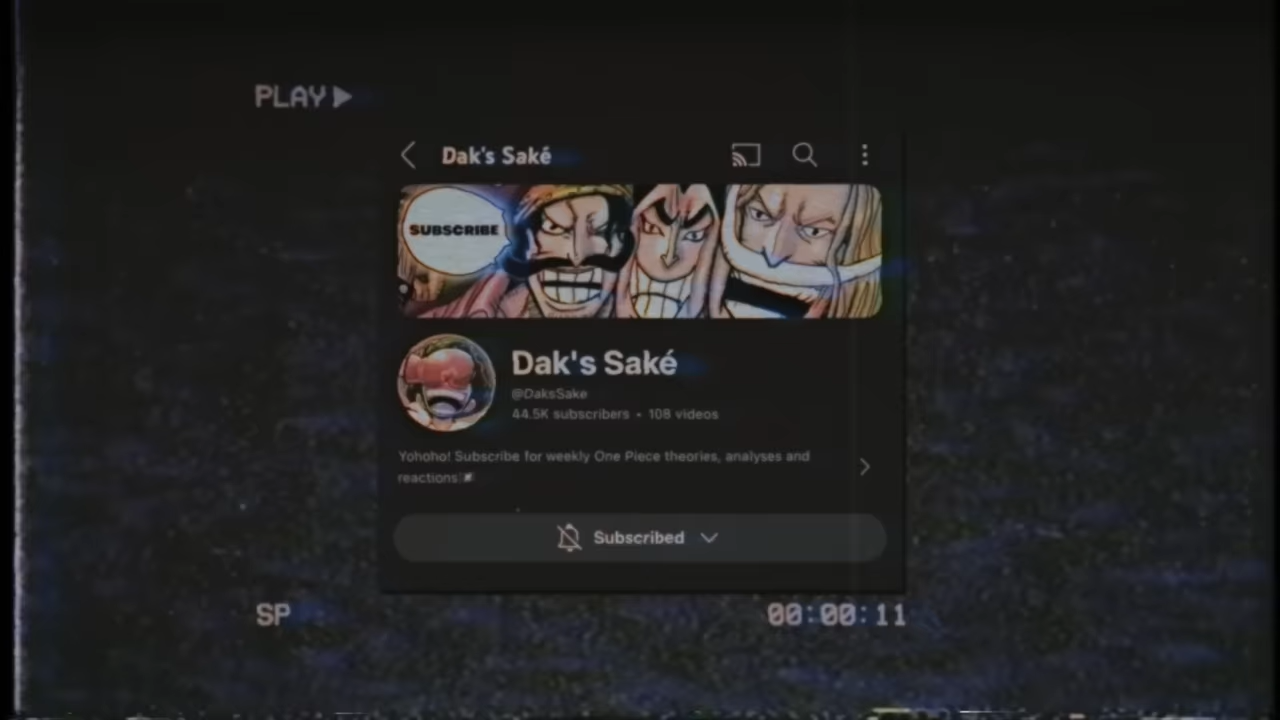 PLAY
Dak's Saké
SUBSCRIBE
Dak's Saké
@DaksSake
44.5K subscribers • 108 videos
Yohoho! Subscribe for weekly One Piece theories, analyses and
reactions
Subscribed
SP
00:00:11